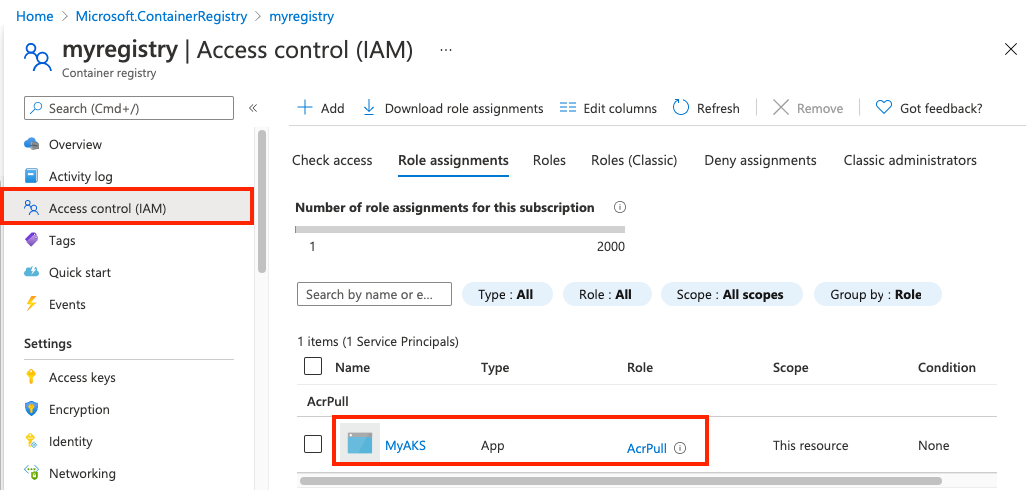 Home > Microsoft.ContainerRegistry > myregistry
myregistry | Access control (IAM) ...
Container registry
Search (Cmd+/)
«
Add
Download role assignments
Edit columns
Refresh
Remove
Got feedback?
Overview
Activity log
Access control (IAM)
Tags
Quick start
Events
Settings
Access keys
Encryption
Identity
Networking
Check access
Role assignments
Roles
Roles (Classic)
Deny assignments
Classic administrators
Number of role assignments for this subscription
1
2000
Search by name or e...
Type : All
Role : All
Scope : All scopes
Group by : Role
1 items (1 Service Principals)
Name Type Role Scope Condition
AcrPull
MyAKS App AcrPull This resource None